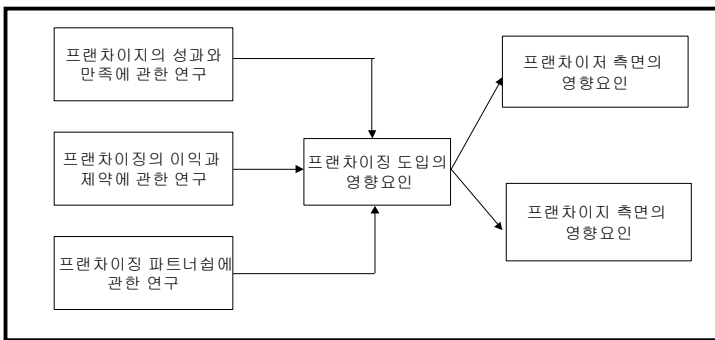 프랜차이지의 성과와
만족에 관한 연구
프랜차이징의 이익과
제약에 관한 연구
프랜차이징 파트너쉽에
관한 연구
프랜차이징 도입의
영향요인
프랜차이저 측면의
영향요인
프랜차이지 측면의
영향요인